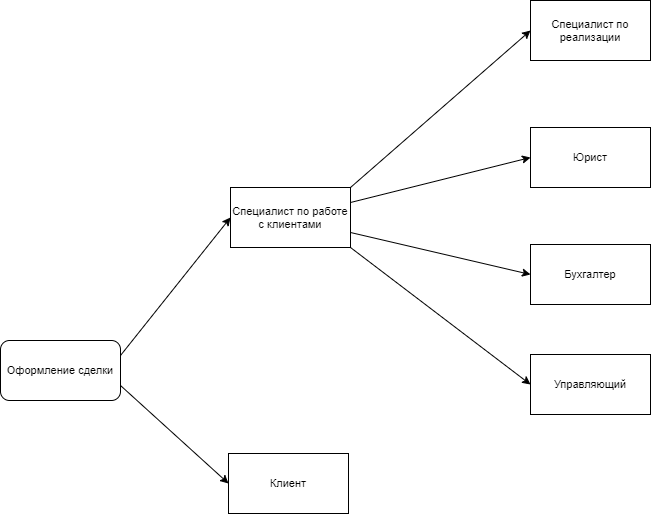 Специалист по
реализации
Юрист
Специалист по работе
с клиентами
Бухгалтер
Оформление сделки
Управляющий
Клиент